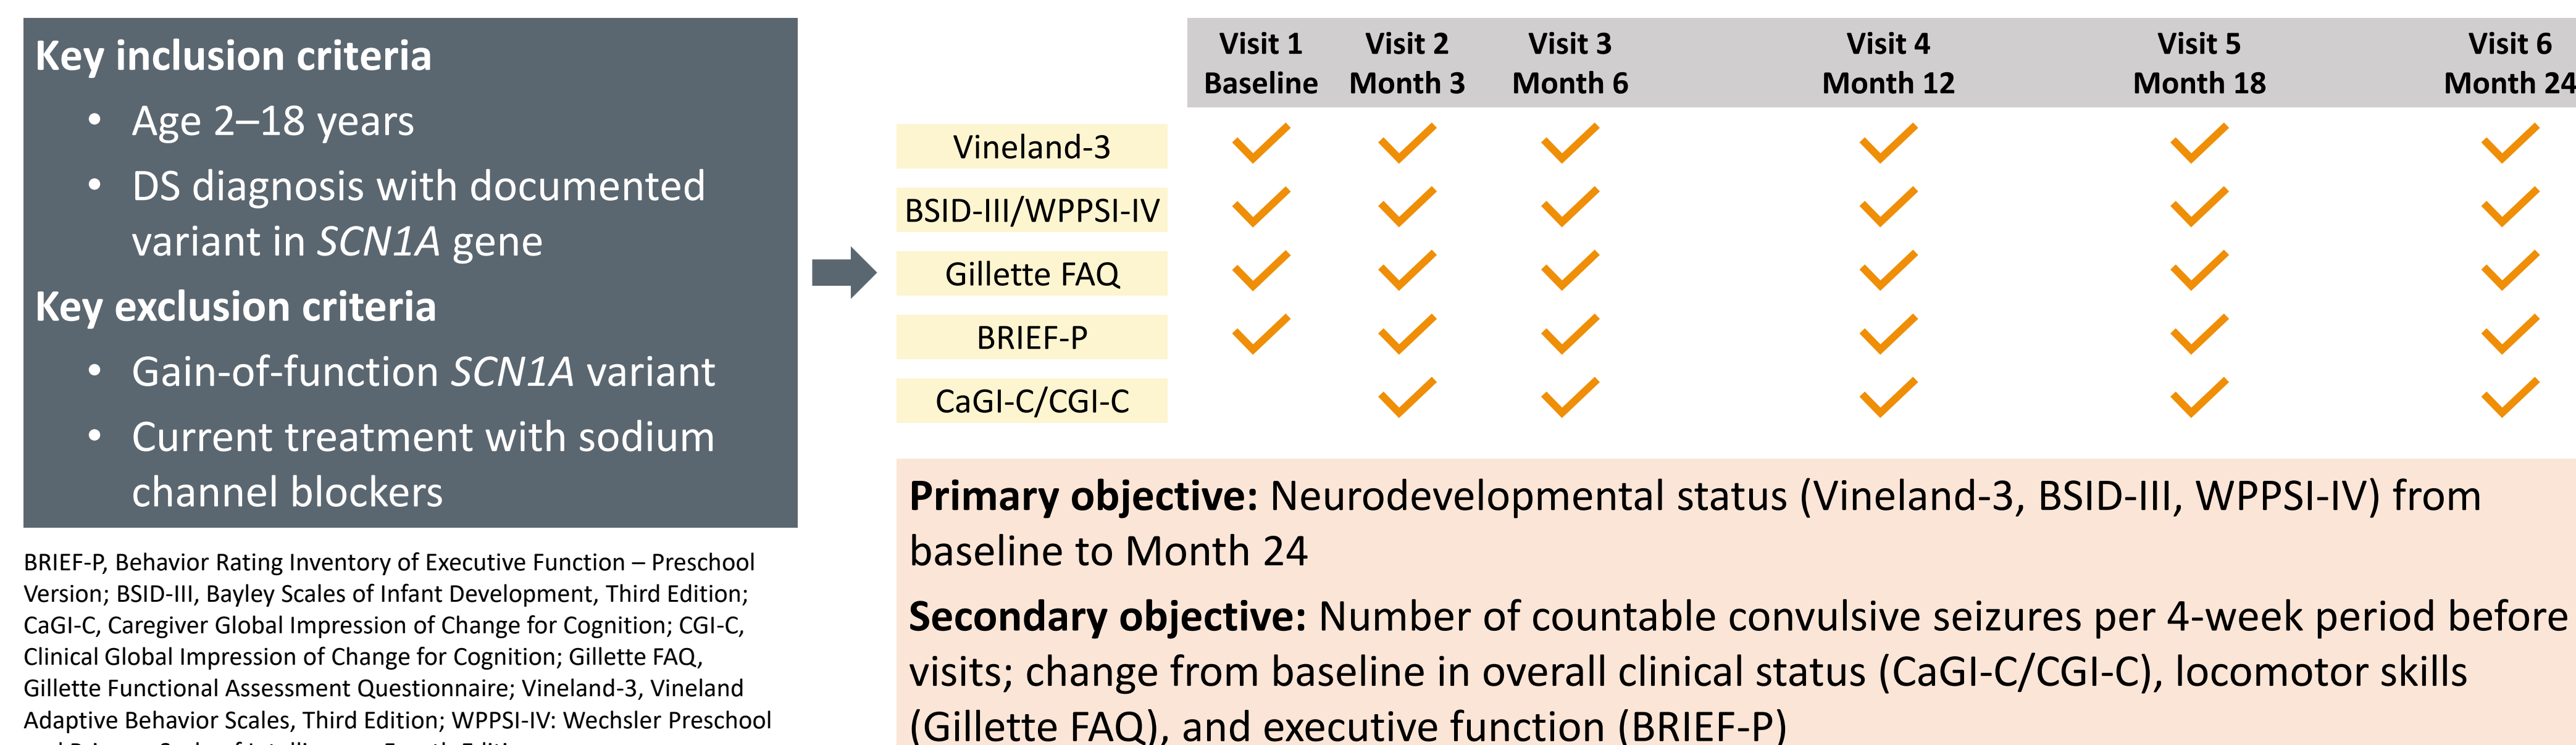 Key inclusion criteria
• Age 2–18 years
• DS diagnosis with documented
variant in SCN1A gene
Key exclusion criteria
• Gain-of-function SCN1A variant
• Current treatment with sodium
channel blockers
BRIEF-P, Behavior Rating Inventory of Executive Function – Preschool
Version; BSID-III, Bayley Scales of Infant Development, Third Edition;
CaGI-C, Caregiver Global Impression of Change for Cognition; CGI-C,
Clinical Global Impression of Change for Cognition; Gillette FAQ,
Gillette Functional Assessment Questionnaire; Vineland-3, Vineland
Adaptive Behavior Scales, Third Edition; WPPSI-IV: Wechsler Preschool
Visit 1 Visit 2 Visit 3 Visit 4 Visit 5 Visit 6
Baseline Month 3 Month 6 Month 12 Month 18 Month 24
Vineland-3
BSID-III/WPPSI-IV
Gillette FAQ
BRIEF-P
CaGI-C/CGI-C
Primary objective: Neurodevelopmental status (Vineland-3, BSID-III, WPPSI-IV) from
baseline to Month 24
Secondary objective: Number of countable convulsive seizures per 4-week period before
visits; change from baseline in overall clinical status (CaGI-C/CGI-C), locomotor skills
(Gillette FAQ), and executive function (BRIEF-P)